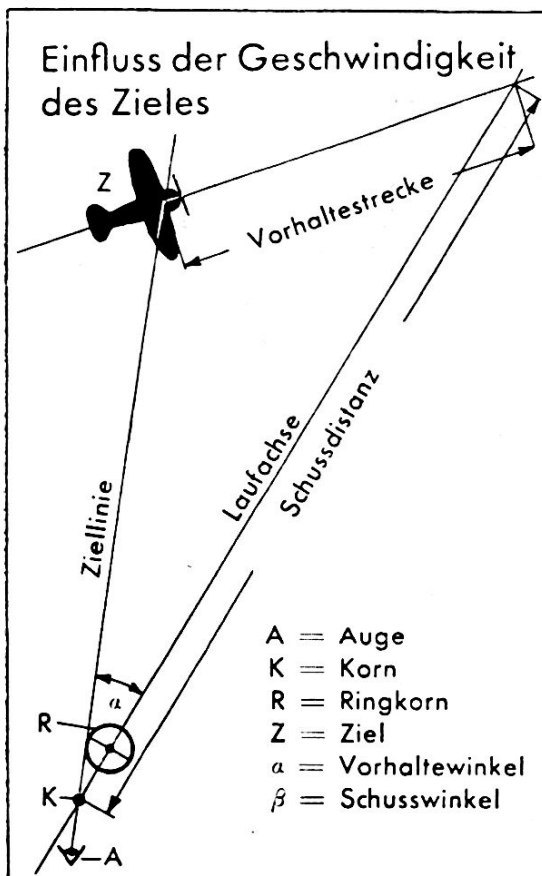 Einfluss der Geschwindigkeit
des Zieles
Z
Vorhaltestrecke
Laufachse
Schussdistanz
Ziellinie
α
R
K
A
A = Auge
K = Korn
R = Ringkorn
Z = Ziel
α = Vorhaltewinkel
β = Schusswinkel